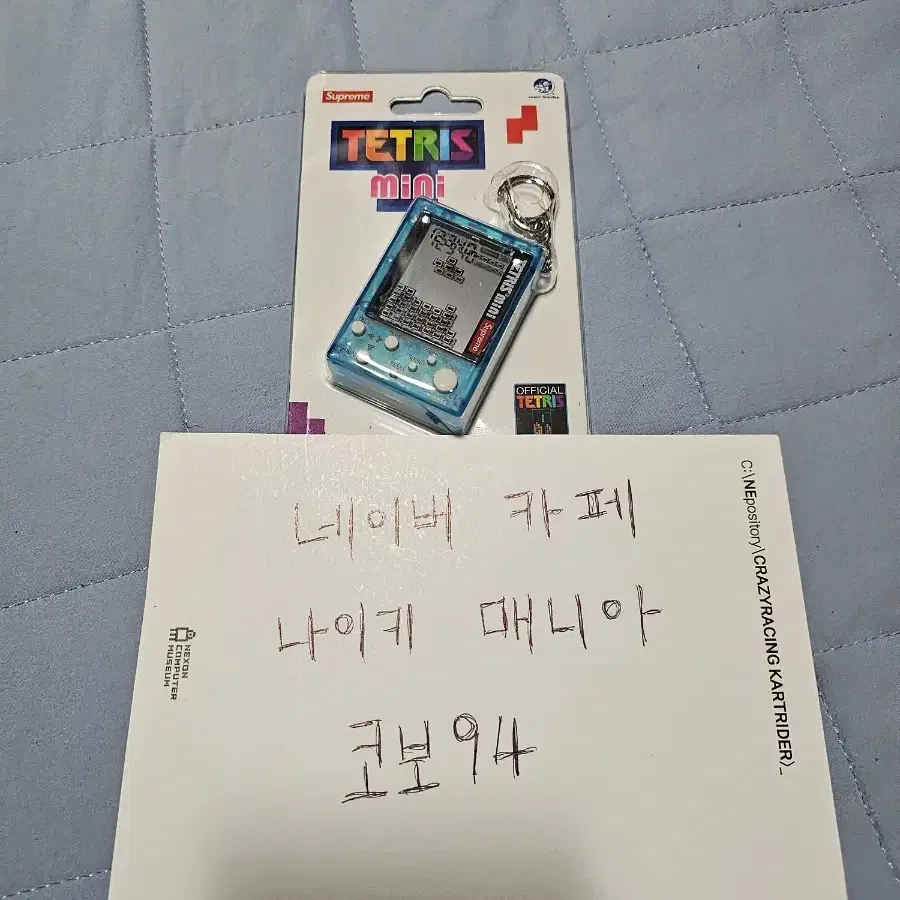 Supreme
TETRIS
mini
TETRIS mini
Supreme
OFFICIAL
TETRIS
네이버 카페
나이키 매니아
코보94
C:\NEpository\CRAZYRACING KARTRIDER⟩_
NEXON
COMPUTER
MUSEUM